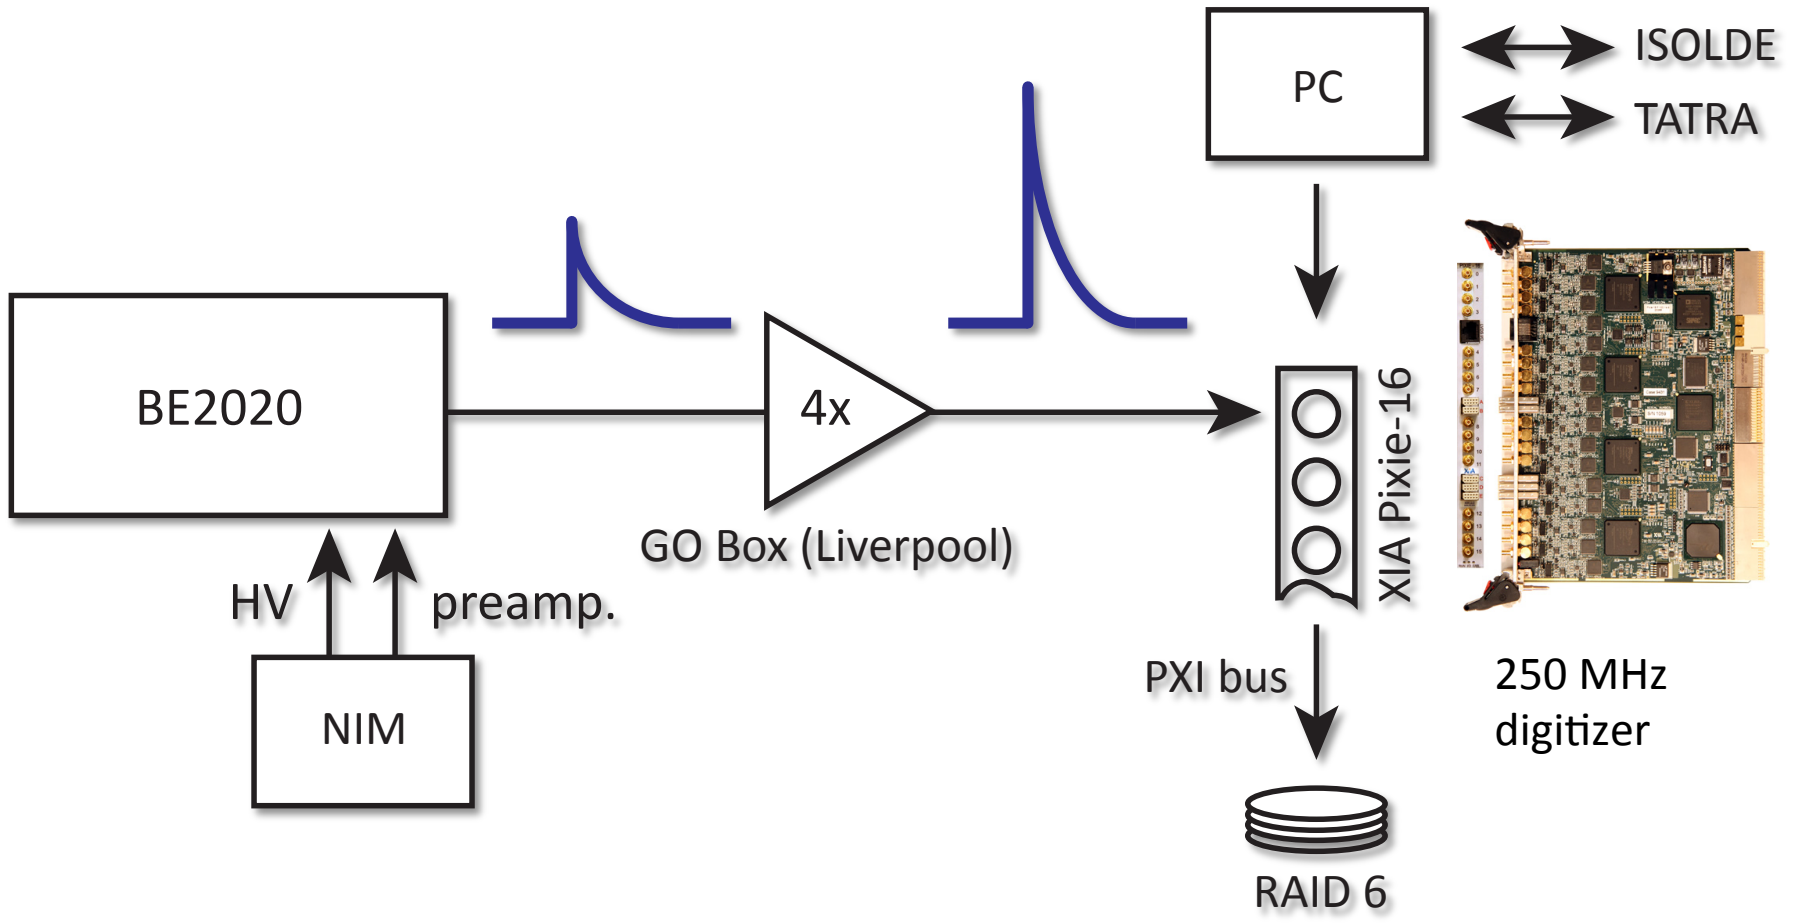 PC
ISOLDE
TATRA
BE2020
4x
GO Box (Liverpool)
XIA Pixie-16
HV
preamp.
NIM
PXI bus
250 MHz
digitizer
RAID 6